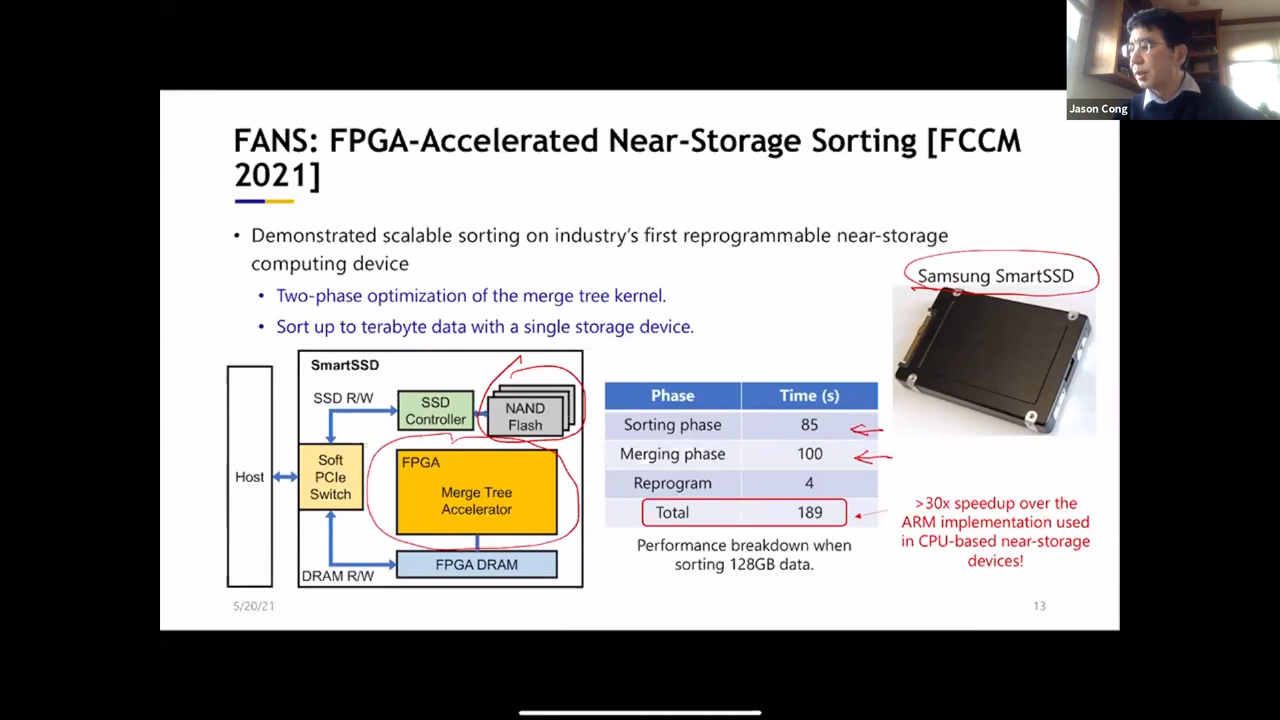 Jason Cong
FANS: FPGA-Accelerated Near-Storage Sorting [FCCM
2021]
• Demonstrated scalable sorting on industry's first reprogrammable near-storage
computing device
• Two-phase optimization of the merge tree kernel.
• Sort up to terabyte data with a single storage device.
Samsung SmartSSD
SmartSSD
SSD R/W
SSD
Controller
NAND
Flash
Host
Soft
PCIe
Switch
FPGA
Merge Tree
Accelerator
FPGA DRAM
DRAM R/W
Phase Time (s)
Sorting phase 85
Merging phase 100
Reprogram 4
Total 189
Performance breakdown when
sorting 128GB data.
>30x speedup over the
ARM implementation used
in CPU-based near-storage
devices!
5/20/21
13